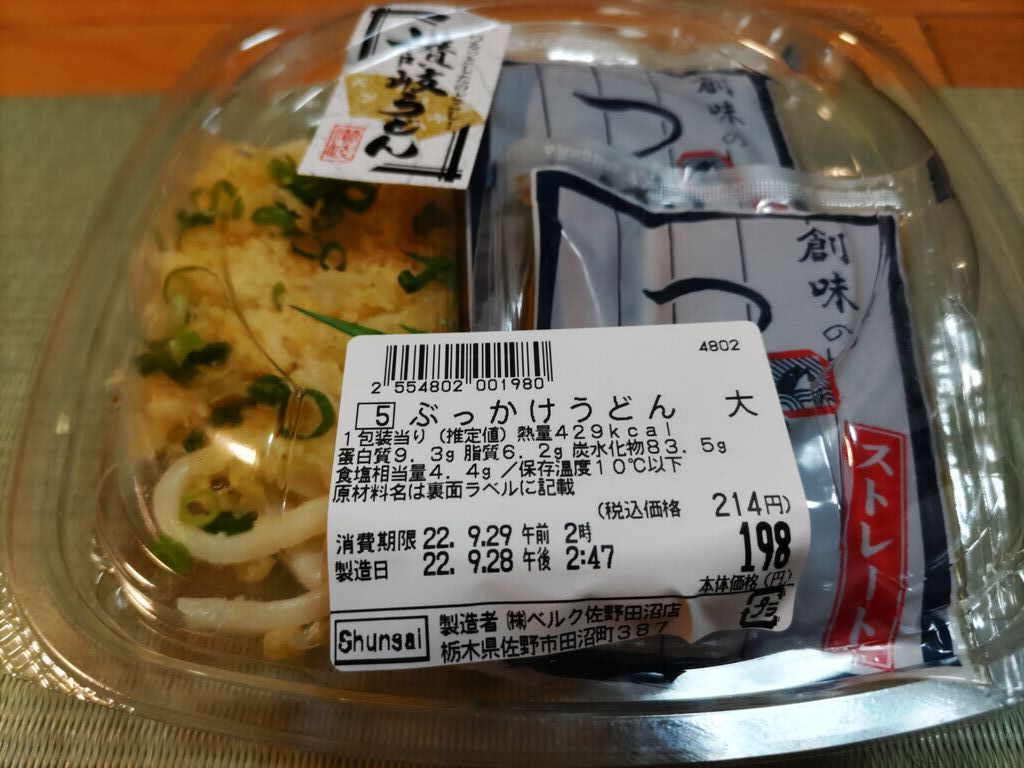 讃岐うどん
創味の
つ
創味の
つ
ストレート
4802
2 554802 001980
5 ぶっかけうどん 大
1包装当り (推定値) 熱量429kcal
蛋白質9.3g 脂質6.2g 炭水化物83.5g
食塩相当量4.4g/保存温度10℃以下
原材料名は裏面ラベルに記載
(税込価格 214円)
消費期限 22. 9.29 午前 2時
198
製造日 22. 9.28 午後 2:47
本体価格(円)
プラ
Shunsai 製造者 ㈱ベルク佐野田沼店
栃木県佐野市田沼町387